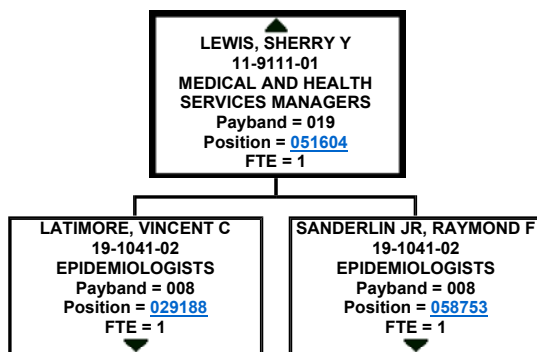 LEWIS, SHERRY Y
11-9111-01
MEDICAL AND HEALTH
SERVICES MANAGERS
Payband = 019
Position = 051604
FTE = 1
LATIMORE, VINCENT C
19-1041-02
EPIDEMIOLOGISTS
Payband = 008
Position = 029188
FTE = 1
SANDERLIN JR, RAYMOND F
19-1041-02
EPIDEMIOLOGISTS
Payband = 008
Position = 058753
FTE = 1